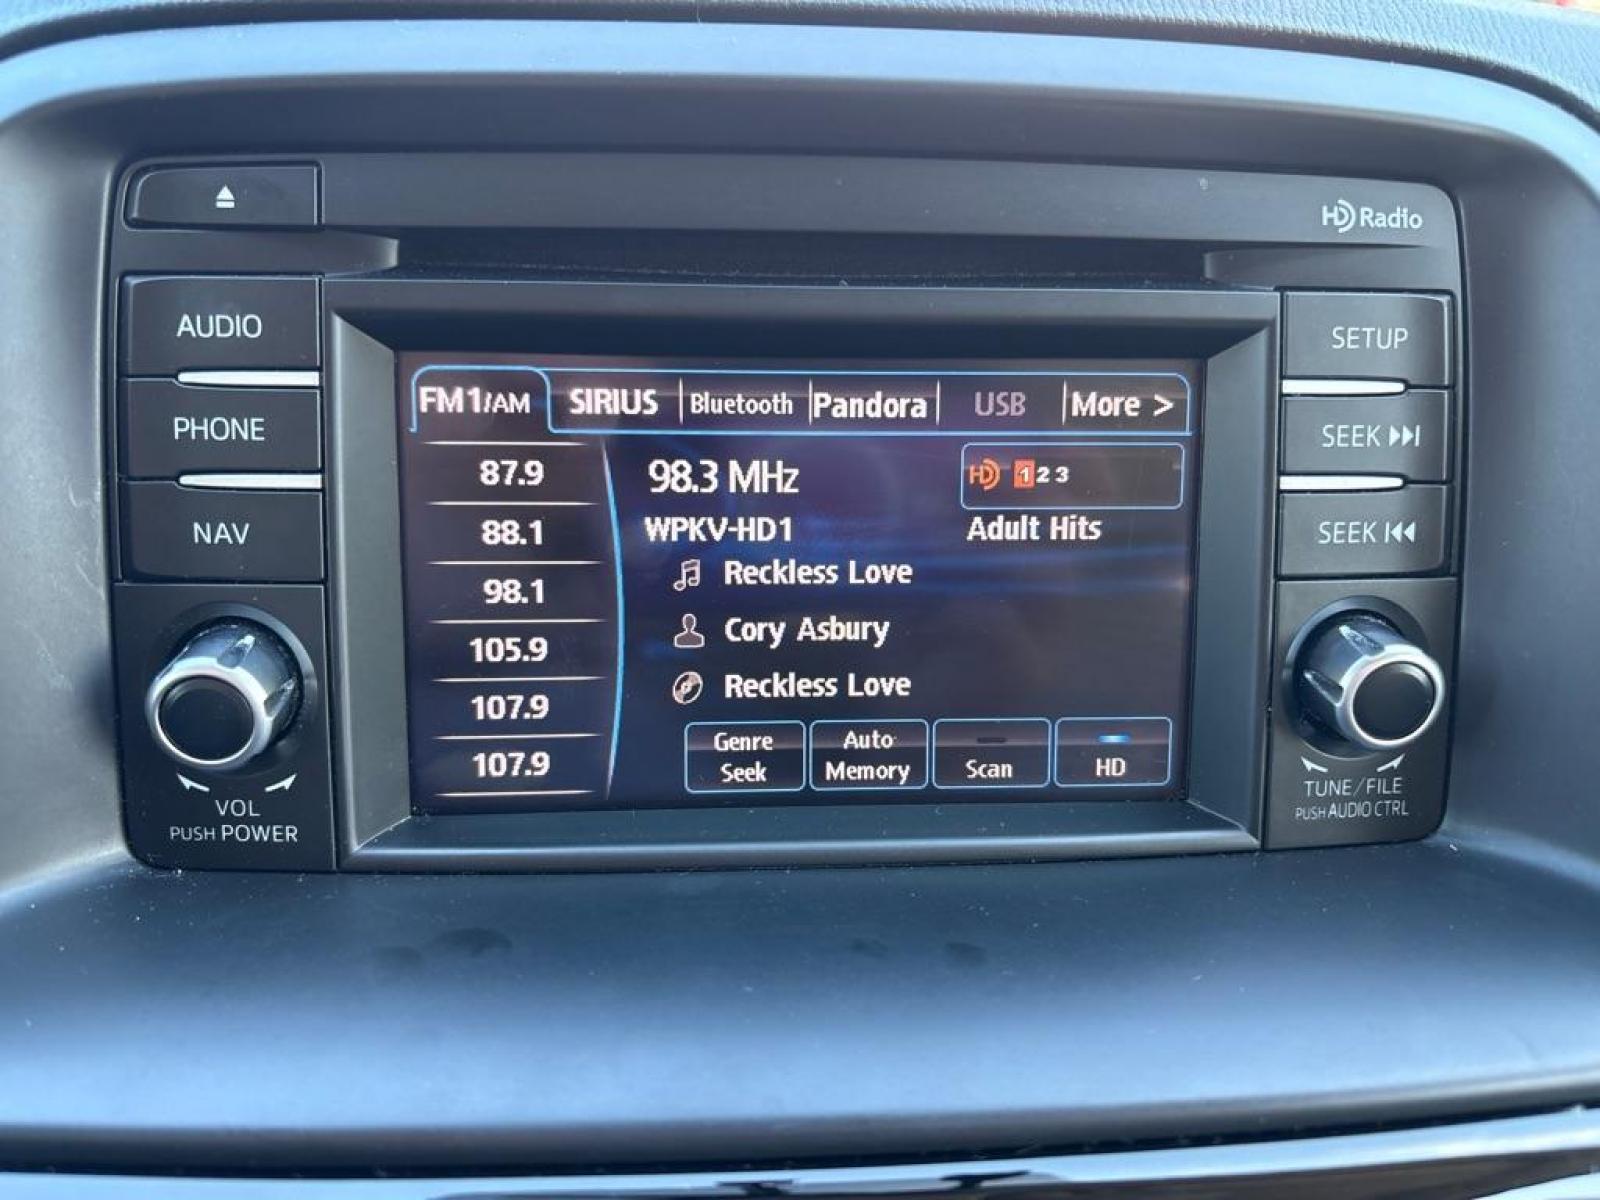 HD Radio
AUDIO
PHONE
NAV
VOL
PUSH POWER
FM1/AM
SIRIUS
Bluetooth
Pandora
USB
More >
87.9
88.1
98.1
105.9
107.9
107.9
98.3 MHz
HD 1 2 3
WPKV-HD1
Adult Hits
Reckless Love
Cory Asbury
Reckless Love
Genre
Seek
Auto
Memory
Scan
HD
SETUP
SEEK
SEEK
TUNE/FILE
PUSH AUDIO CTRL